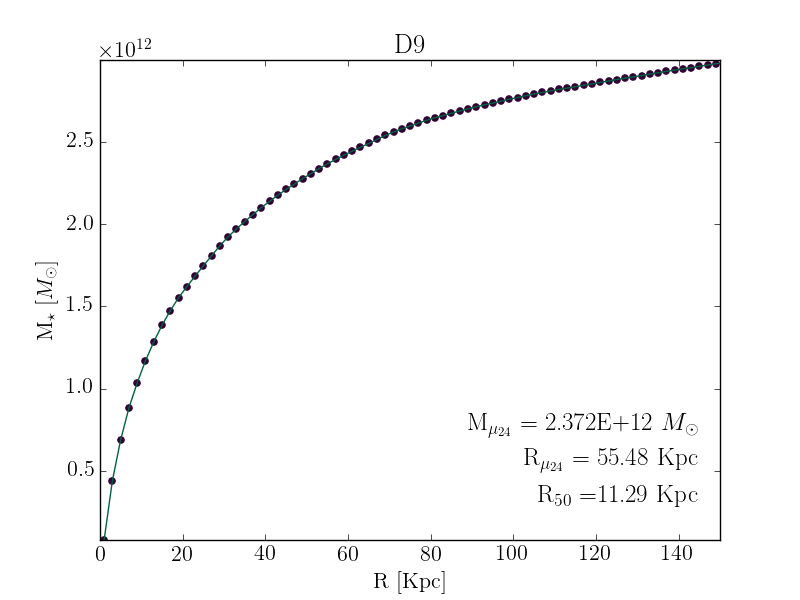 ×10¹²
D9
2.5
2.0
1.5
1.0
0.5
M⋆ [M⊙]
M_μ₂₄ = 2.372E+12 M⊙
R_μ₂₄ = 55.48 Kpc
R₅₀ =11.29 Kpc
0 20 40 60 80 100 120 140
R [Kpc]